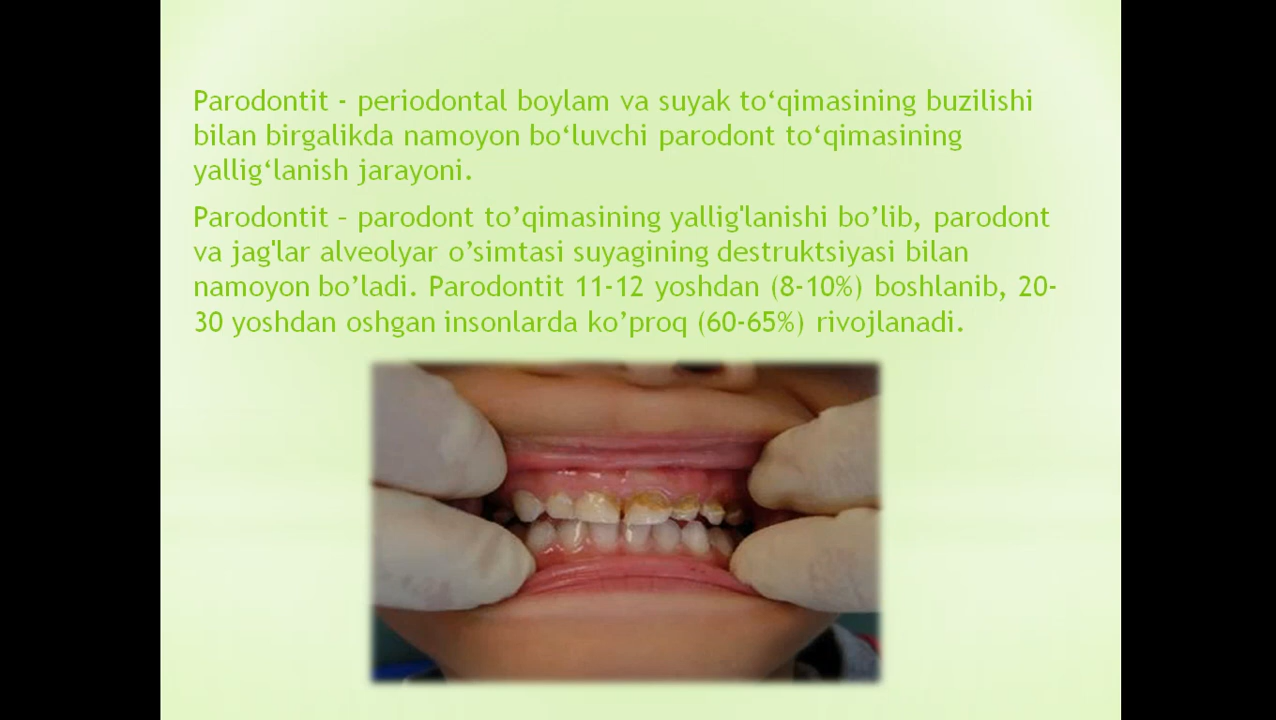 Parodontit - periodontal boylam va suyak to‘qimasining buzilishi
bilan birgalikda namoyon bo‘luvchi parodont to‘qimasining
yallig‘lanish jarayoni.
Parodontit – parodont to’qimasining yallig'lanishi bo’lib, parodont
va jag'lar alveolyar o’simtasi suyagining destruktsiyasi bilan
namoyon bo’ladi. Parodontit 11-12 yoshdan (8-10%) boshlanib, 20-
30 yoshdan oshgan insonlarda ko’proq (60-65%) rivojlanadi.